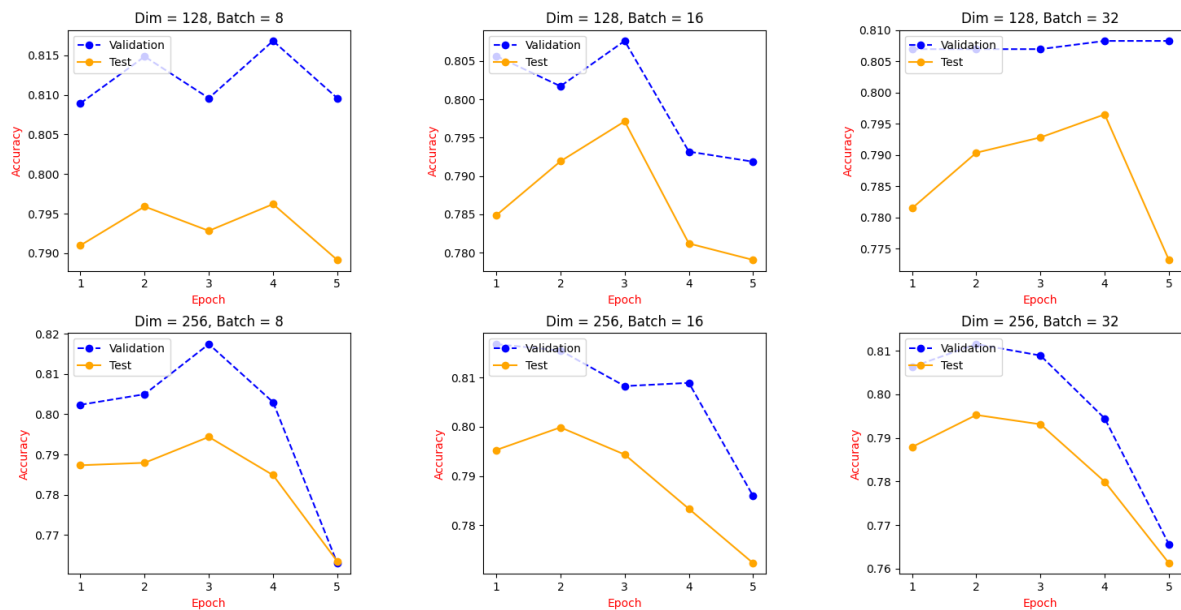 Dim = 128, Batch = 8
Validation
Test
0.815
0.810
0.805
0.800
0.795
0.790
Accuracy
1 2 3 4 5
Epoch
Dim = 128, Batch = 16
Validation
Test
0.805
0.800
0.795
0.790
0.785
0.780
Accuracy
1 2 3 4 5
Epoch
Dim = 128, Batch = 32
Validation
Test
0.810
0.805
0.800
0.795
0.790
0.785
0.780
0.775
Accuracy
1 2 3 4 5
Epoch
Dim = 256, Batch = 8
Validation
Test
0.82
0.81
0.80
0.79
0.78
0.77
Accuracy
1 2 3 4 5
Epoch
Dim = 256, Batch = 16
Validation
Test
0.81
0.80
0.79
0.78
Accuracy
1 2 3 4 5
Epoch
Dim = 256, Batch = 32
Validation
Test
0.81
0.80
0.79
0.78
0.77
0.76
Accuracy
1 2 3 4 5
Epoch